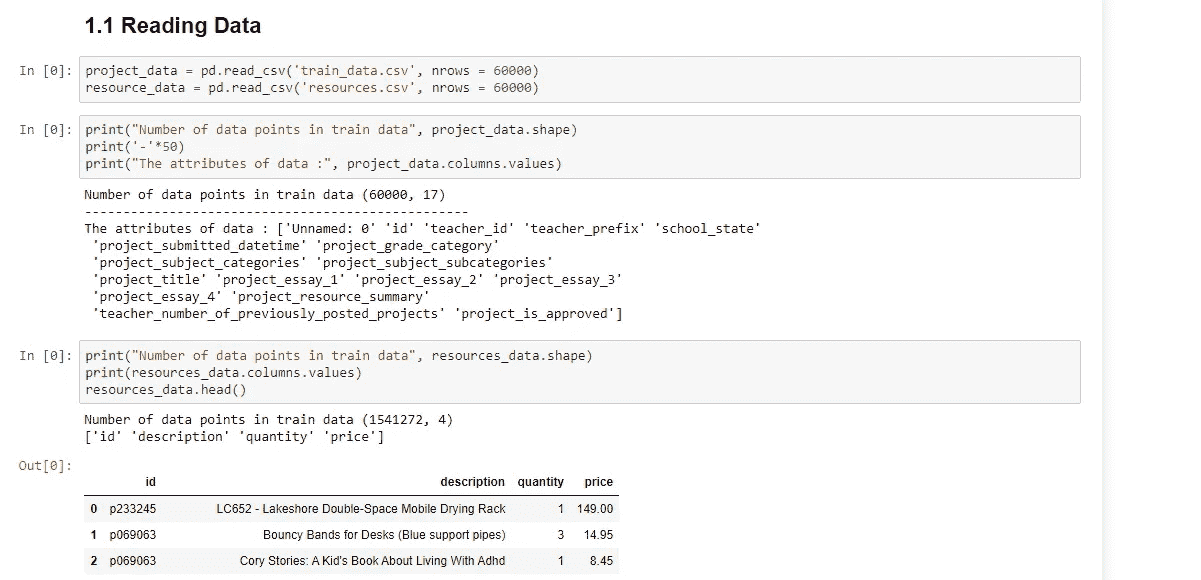 1.1 Reading Data
In [0]: project_data = pd.read_csv('train_data.csv', nrows = 60000)
resource_data = pd.read_csv('resources.csv', nrows = 60000)
In [0]: print("Number of data points in train data", project_data.shape)
print('-'*50)
print("The attributes of data :", project_data.columns.values)
Number of data points in train data (60000, 17)
--------------------------------------------------
The attributes of data : ['Unnamed: 0' 'id' 'teacher_id' 'teacher_prefix' 'school_state'
'project_submitted_datetime' 'project_grade_category'
'project_subject_categories' 'project_subject_subcategories'
'project_title' 'project_essay_1' 'project_essay_2' 'project_essay_3'
'project_essay_4' 'project_resource_summary'
'teacher_number_of_previously_posted_projects' 'project_is_approved']
In [0]: print("Number of data points in train data", resources_data.shape)
print(resources_data.columns.values)
resources_data.head()
Number of data points in train data (1541272, 4)
['id' 'description' 'quantity' 'price']
Out[0]:
id description quantity price
0 p233245 LC652 - Lakeshore Double-Space Mobile Drying Rack 1 149.00
1 p069063 Bouncy Bands for Desks (Blue support pipes) 3 14.95
2 p069063 Cory Stories: A Kid's Book About Living With Adhd 1 8.45